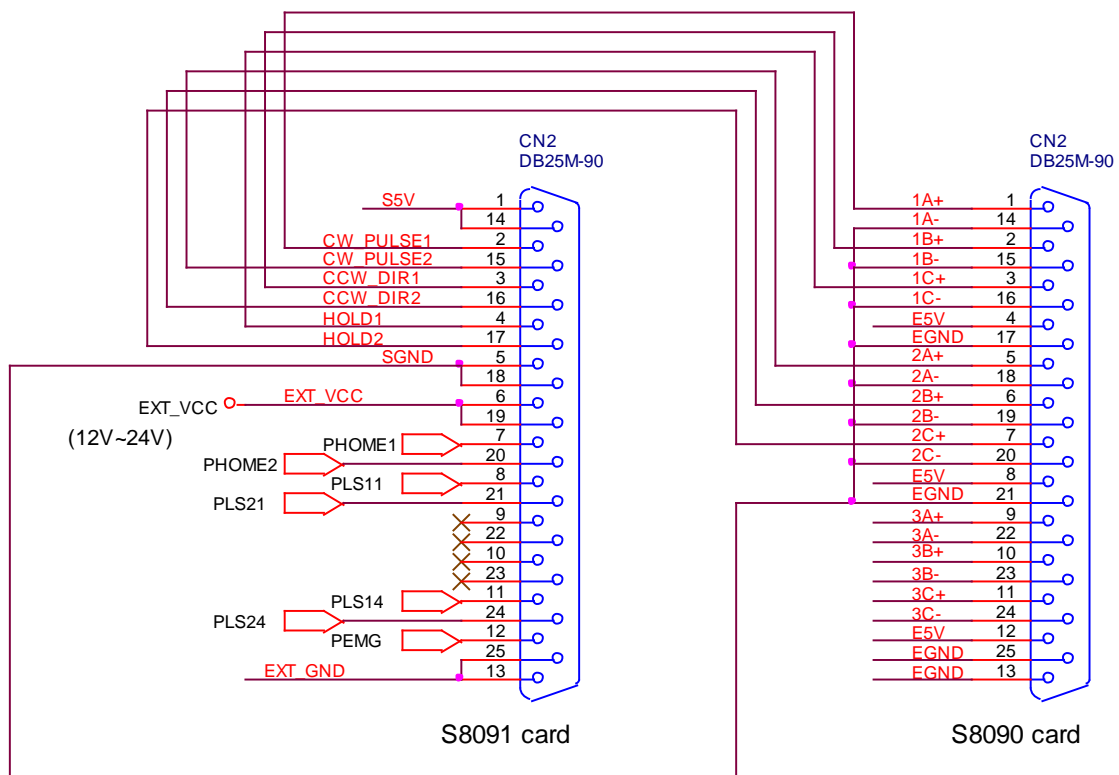 CN2
DB25M-90
S5V 1
14
CW_PULSE1 2
CW_PULSE2 15
CCW_DIR1 3
CCW_DIR2 16
HOLD1 4
HOLD2 17
SGND 5
18
EXT_VCC EXT_VCC 6
(12V~24V) 19
PHOME1 7
PHOME2 20
PLS11 8
PLS21 21
9
22
10
23
PLS14 11
PLS24 24
PEMG 12
25
EXT_GND 13
S8091 card
CN2
DB25M-90
1A+ 1
1A- 14
1B+ 2
1B- 15
1C+ 3
1C- 16
E5V 4
EGND 17
2A+ 5
2A- 18
2B+ 6
2B- 19
2C+ 7
2C- 20
E5V 8
EGND 21
3A+ 9
3A- 22
3B+ 10
3B- 23
3C+ 11
3C- 24
E5V 12
EGND 25
EGND 13
S8090 card